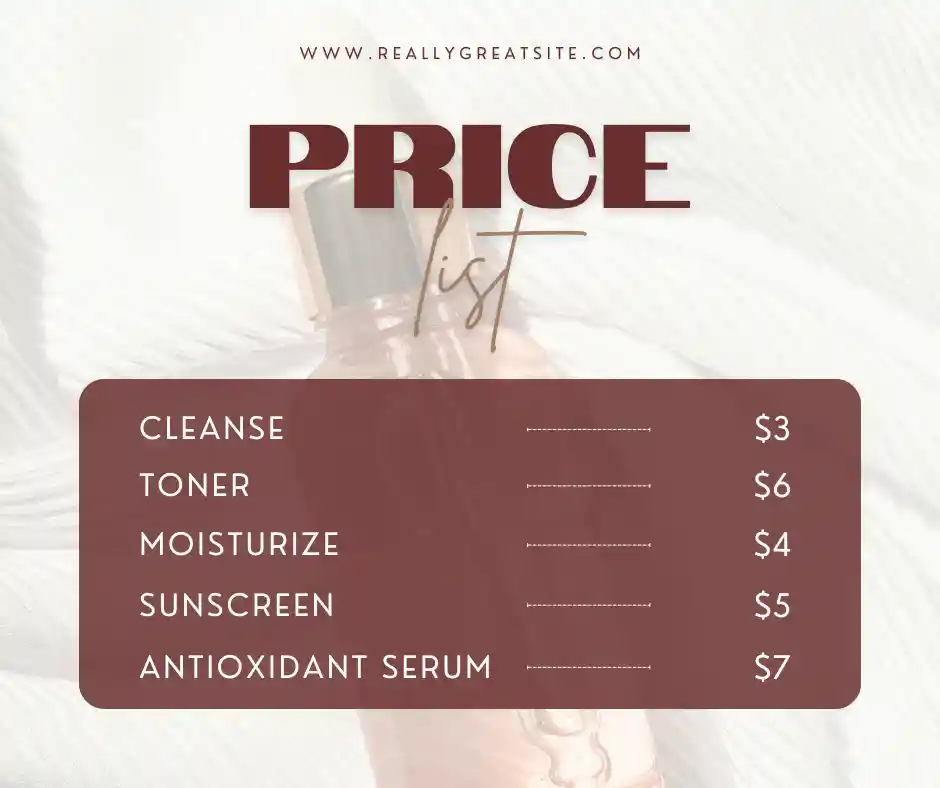 WWW.REALLYGREATSITE.COM
PRICE
list
CLEANSE $3
TONER $6
MOISTURIZE $4
SUNSCREEN $5
ANTIOXIDANT SERUM $7